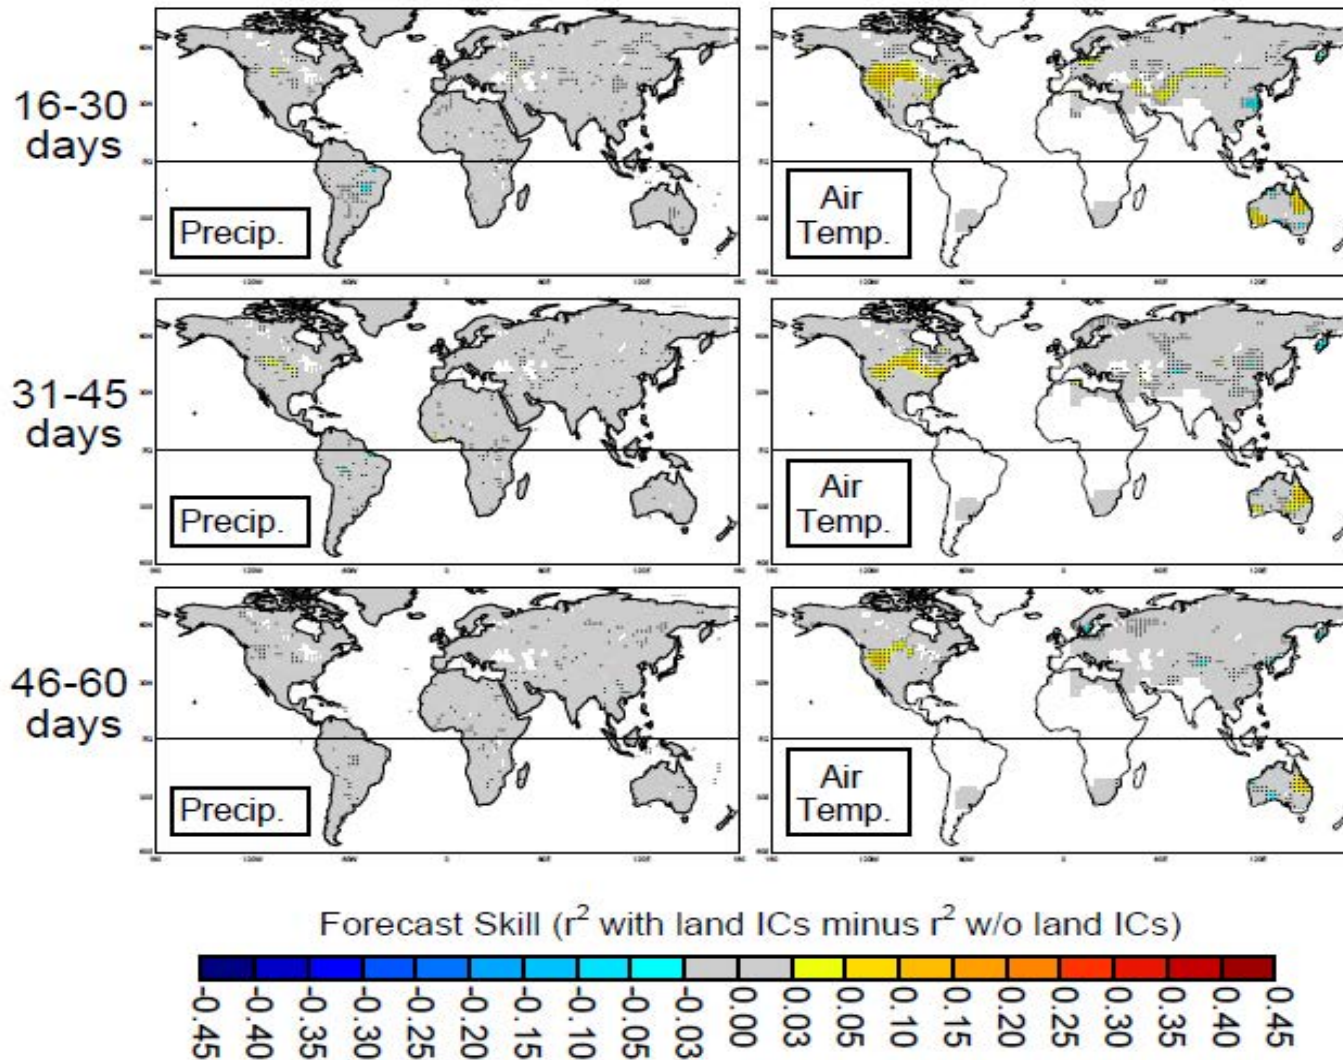 16-30
days
Precip.
Air
Temp.
31-45
days
Precip.
Air
Temp.
46-60
days
Precip.
Air
Temp.
Forecast Skill (r² with land ICs minus r² w/o land ICs)
-0.45 -0.40 -0.35 -0.30 -0.25 -0.20 -0.15 -0.10 -0.05 -0.03 0.00 0.03 0.05 0.10 0.15 0.20 0.25 0.30 0.35 0.40 0.45